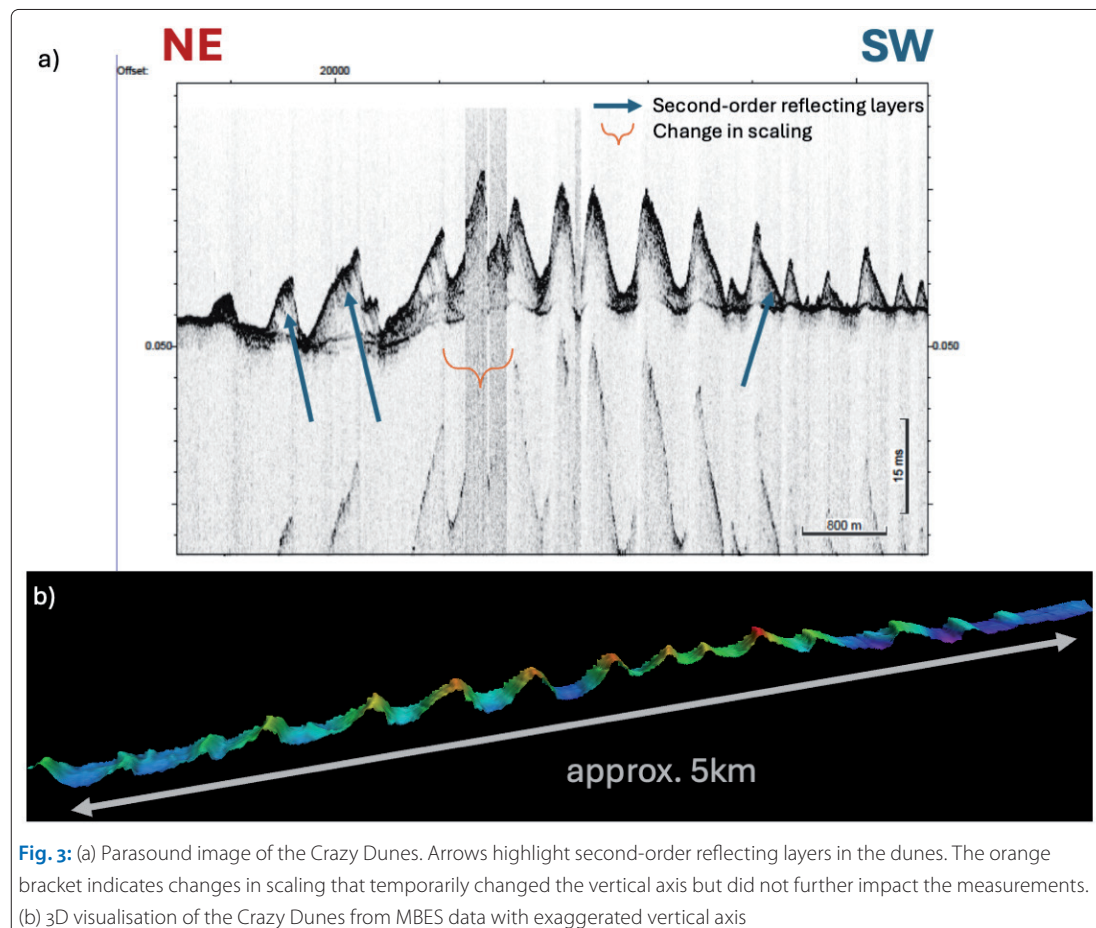 NE
SW
a)
Offset:
20000
Second-order reflecting layers
Change in scaling
0.050
0.050
15 ms
800 m
b)
approx. 5km
Fig. 3: (a) Parasound image of the Crazy Dunes. Arrows highlight second-order reflecting layers in the dunes. The orange
bracket indicates changes in scaling that temporarily changed the vertical axis but did not further impact the measurements.
(b) 3D visualisation of the Crazy Dunes from MBES data with exaggerated vertical axis